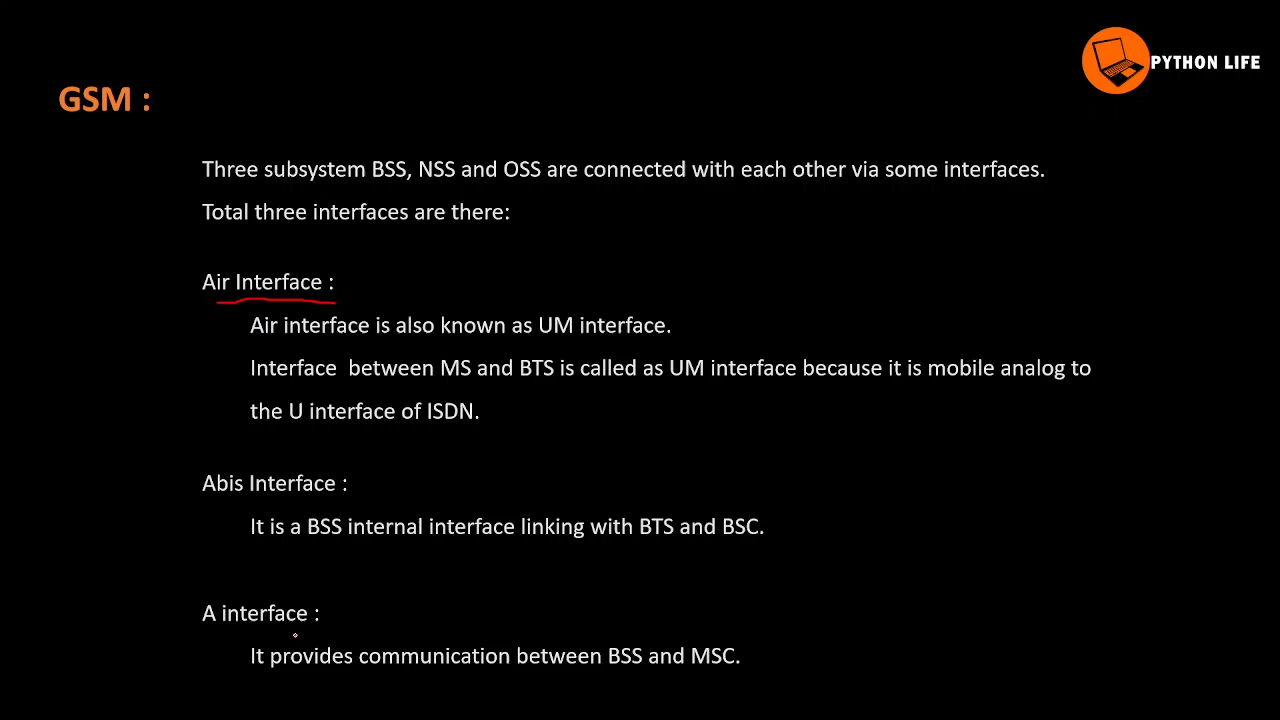 PYTHON LIFE
GSM :
Three subsystem BSS, NSS and OSS are connected with each other via some interfaces.
Total three interfaces are there:
Air Interface :
Air interface is also known as UM interface.
Interface  between MS and BTS is called as UM interface because it is mobile analog to
the U interface of ISDN.
Abis Interface :
It is a BSS internal interface linking with BTS and BSC.
A interface :
It provides communication between BSS and MSC.